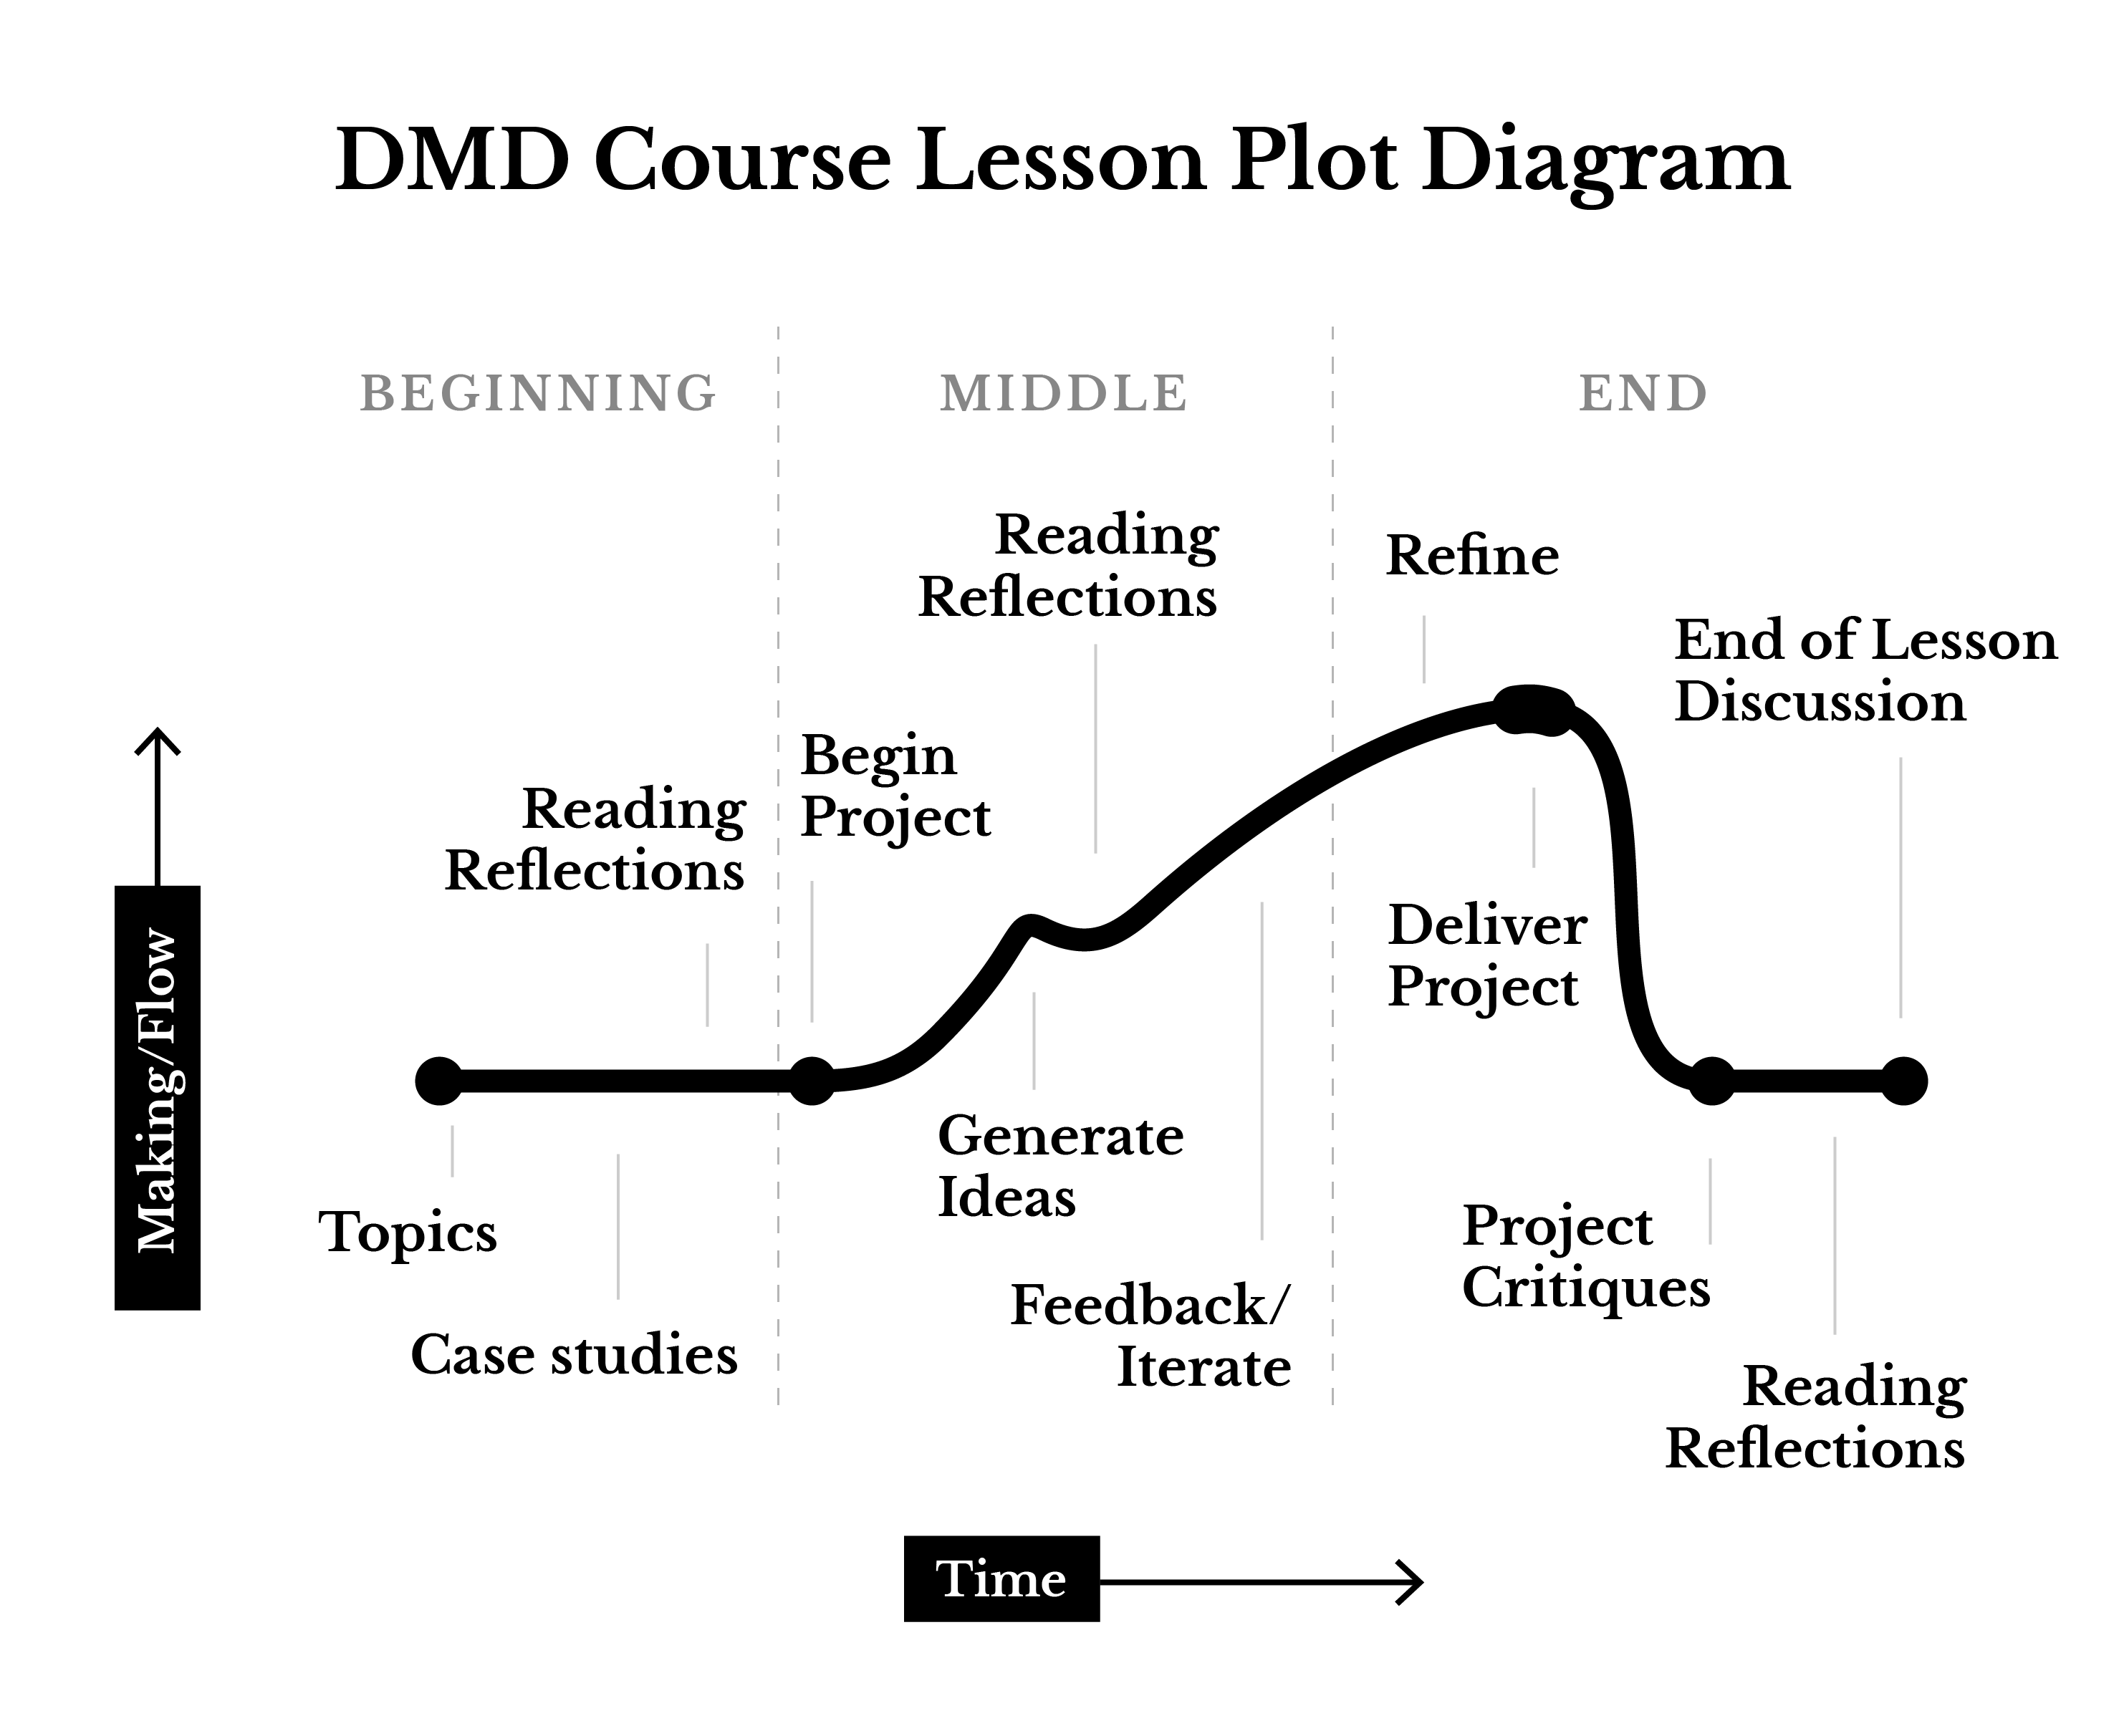 DMD Course Lesson Plot Diagram
BEGINNING
MIDDLE
END
Reading
Reflections
Refine
End of Lesson
Discussion
Begin
Project
Reading
Reflections
Deliver
Project
Making/Flow
Generate
Ideas
Topics
Project
Critiques
Feedback/
Iterate
Case studies
Reading
Reflections
Time